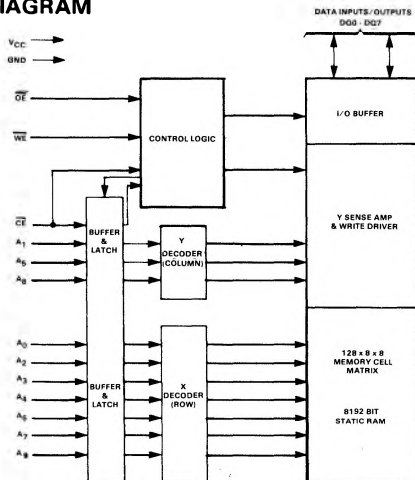 IAGRAM
DATA INPUTS/OUTPUTS
DQ0 - DQ7
VCC
GND
OE
I/O BUFFER
WE
CONTROL LOGIC
CE
BUFFER
&
LATCH
Y
DECODER
(COLUMN)
Y SENSE AMP
& WRITE DRIVER
A1
A5
A8
A0
A2
A3
A4
A6
A7
A9
BUFFER
&
LATCH
X
DECODER
(ROW)
128 x 8 x 8
MEMORY CELL
MATRIX
8192 BIT
STATIC RAM